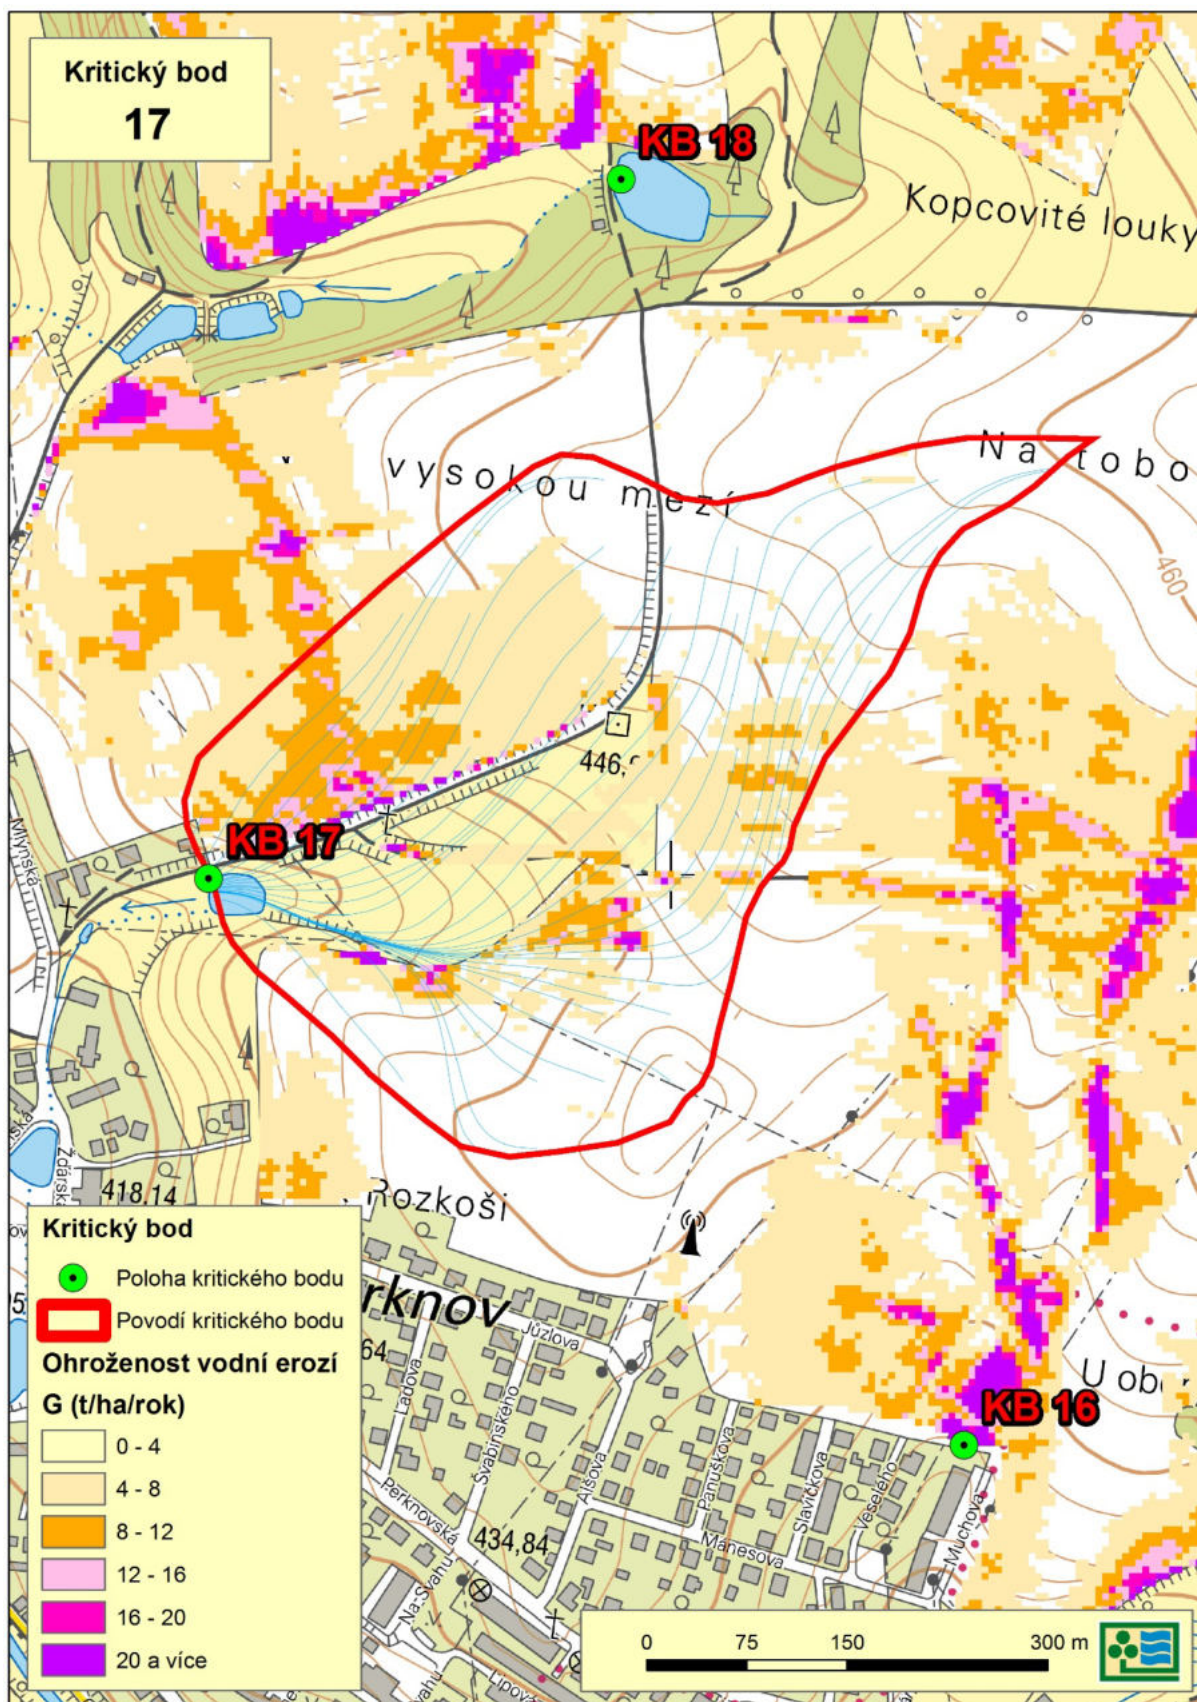 Kritický bod
17
KB 18
Kopcovité louky
vysokou mezí
Na tobo
460
446,
KB 17
Mlýnská
Žďárská
418,14
Rozkoši
rknov
Jůzlova
64
Ladova
Švabinského
Alšova
Panuškova
Slavíčkova
Veselého
Muchova
Mánesova
Perknovská
434,84
Na Svahu
Lipová
U obe
KB 16
Kritický bod
Poloha kritického bodu
Povodí kritického bodu
Ohroženost vodní erozí
G (t/ha/rok)
0 - 4
4 - 8
8 - 12
12 - 16
16 - 20
20 a více
0 75 150 300 m